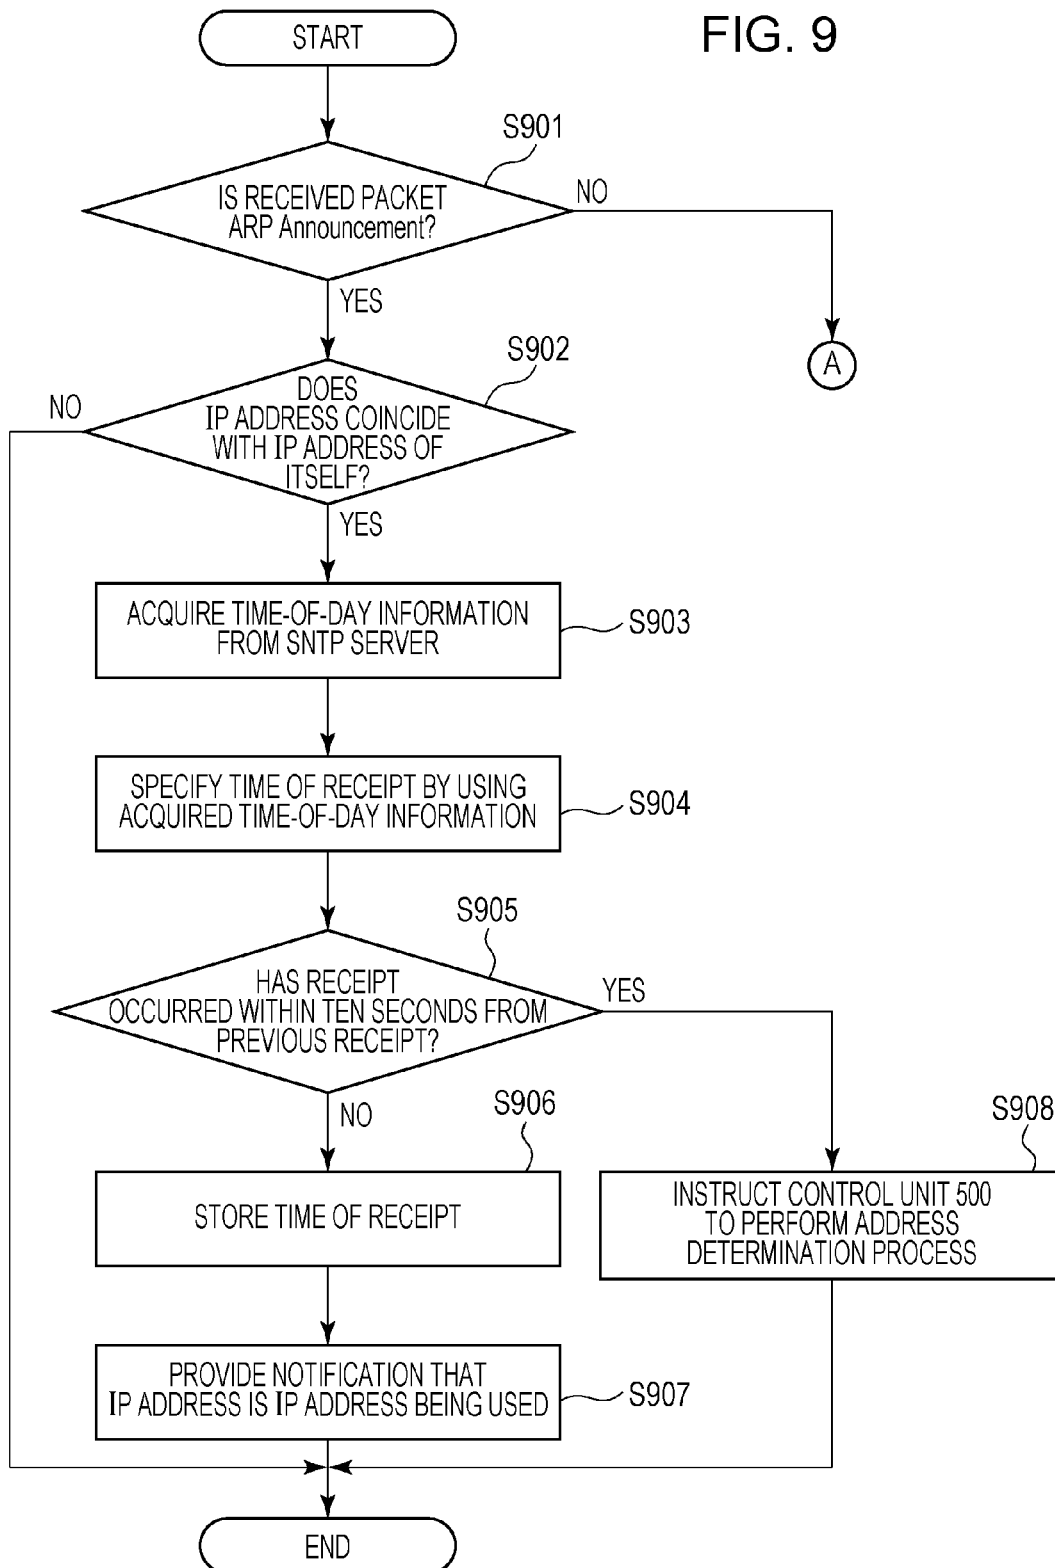 FIG. 9
START
S901
IS RECEIVED PACKET
ARP Announcement?
NO
YES
A
S902
DOES
IP ADDRESS COINCIDE
WITH IP ADDRESS OF
ITSELF?
NO
YES
ACQUIRE TIME-OF-DAY INFORMATION
FROM SNTP SERVER
S903
SPECIFY TIME OF RECEIPT BY USING
ACQUIRED TIME-OF-DAY INFORMATION
S904
S905
HAS RECEIPT
OCCURRED WITHIN TEN SECONDS FROM
PREVIOUS RECEIPT?
YES
NO
S906
STORE TIME OF RECEIPT
S908
INSTRUCT CONTROL UNIT 500
TO PERFORM ADDRESS
DETERMINATION PROCESS
PROVIDE NOTIFICATION THAT
IP ADDRESS IS IP ADDRESS BEING USED
S907
END